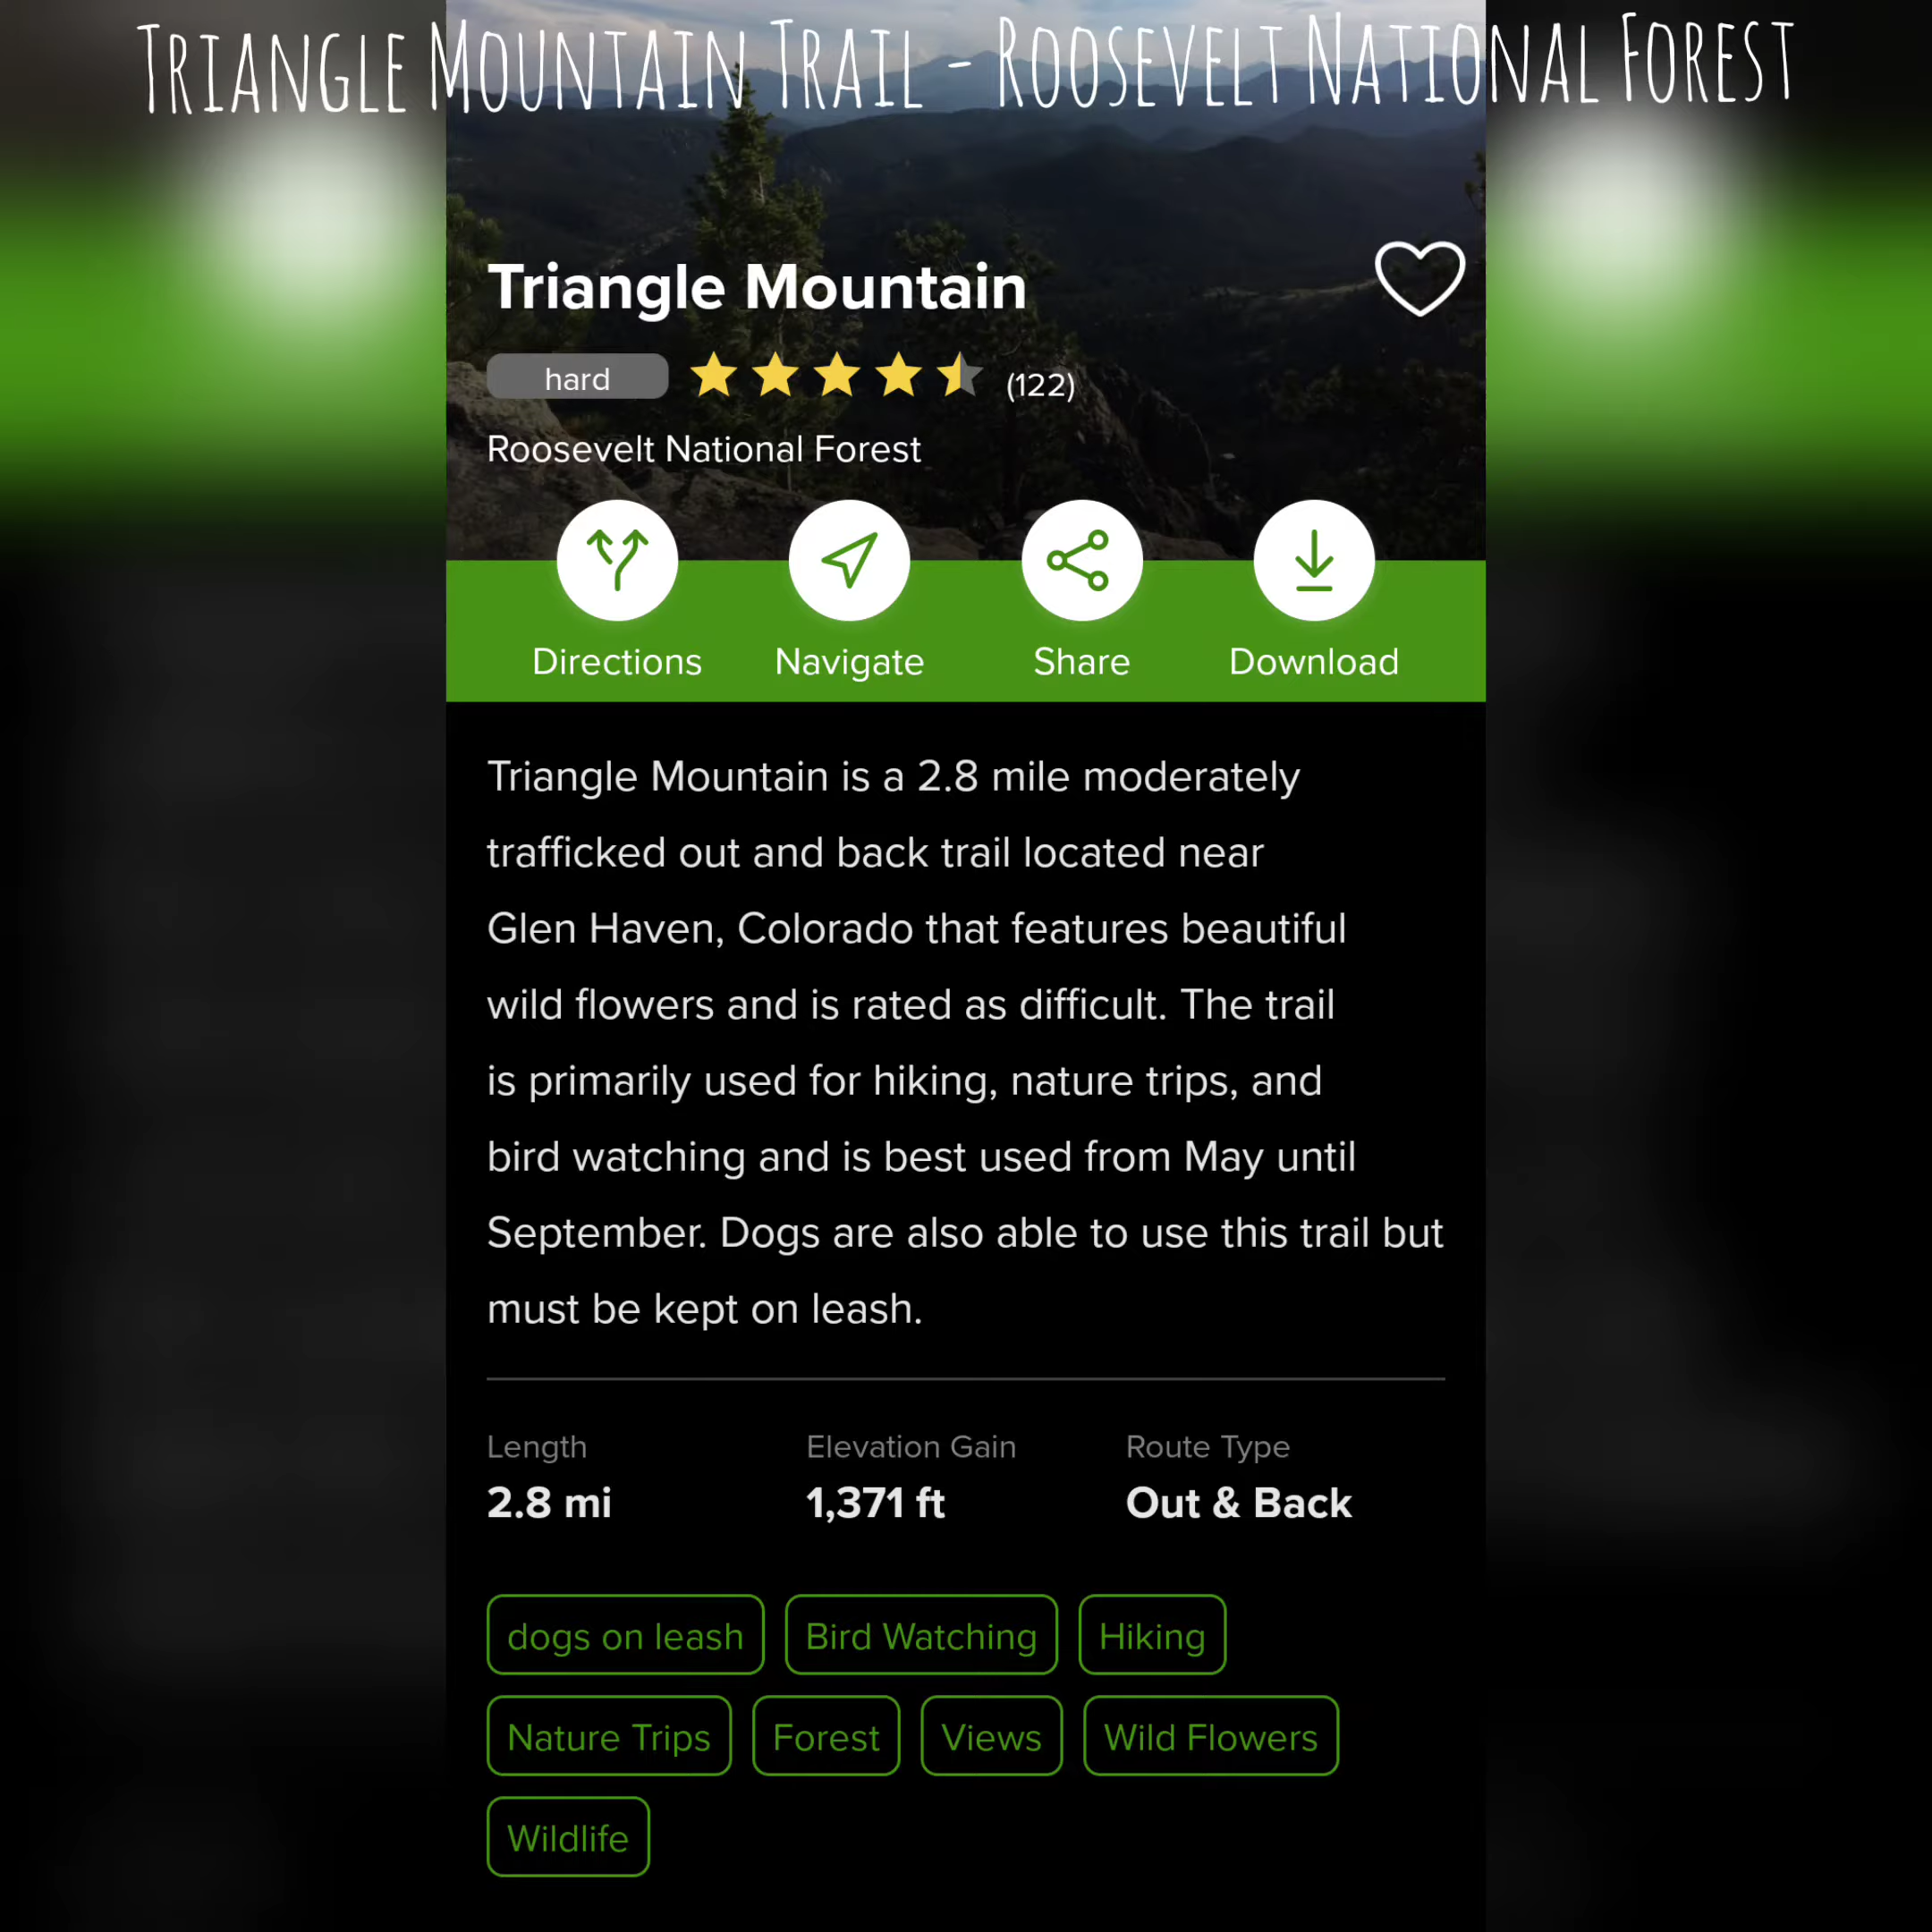 Triangle Mountain Trail - Roosevelt National Forest
Triangle Mountain
hard (122)
Roosevelt National Forest
Directions Navigate Share Download
Triangle Mountain is a 2.8 mile moderately
trafficked out and back trail located near
Glen Haven, Colorado that features beautiful
wild flowers and is rated as difficult. The trail
is primarily used for hiking, nature trips, and
bird watching and is best used from May until
September. Dogs are also able to use this trail but
must be kept on leash.
Length Elevation Gain Route Type
2.8 mi 1,371 ft Out & Back
dogs on leash Bird Watching Hiking
Nature Trips Forest Views Wild Flowers
Wildlife